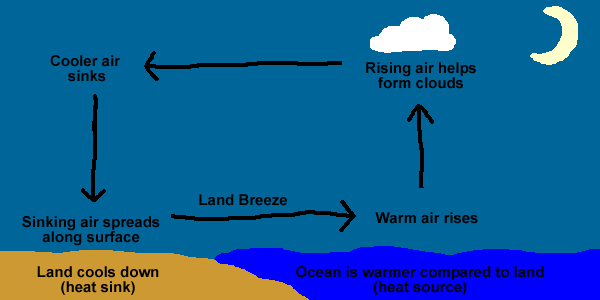 Cooler air
sinks
Rising air helps
form clouds
Land Breeze
Sinking air spreads
along surface
Warm air rises
Land cools down
(heat sink)
Ocean is warmer compared to land
(heat source)